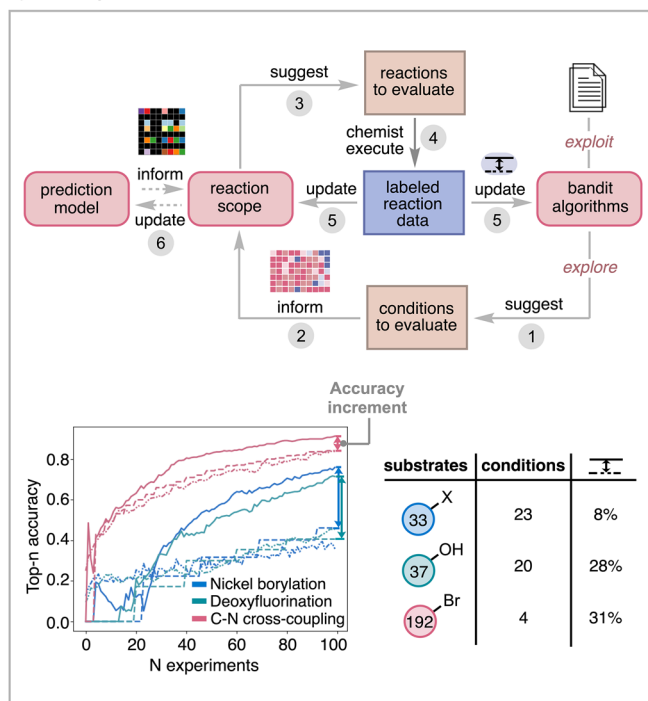 reactions
to evaluate
suggest
3
chemist
execute
4
exploit
inform
prediction
model
update
6
reaction
scope
update
5
labeled
reaction
data
update
5
bandit
algorithms
explore
inform
2
conditions
to evaluate
suggest
1
Accuracy
increment
Top-n accuracy
0.8
0.6
0.4
0.2
0.0
Nickel borylation
Deoxyfluorination
C-N cross-coupling
0 20 40 60 80 100
N experiments
substrates conditions
33 X 23 8%
37 OH 20 28%
192 Br 4 31%